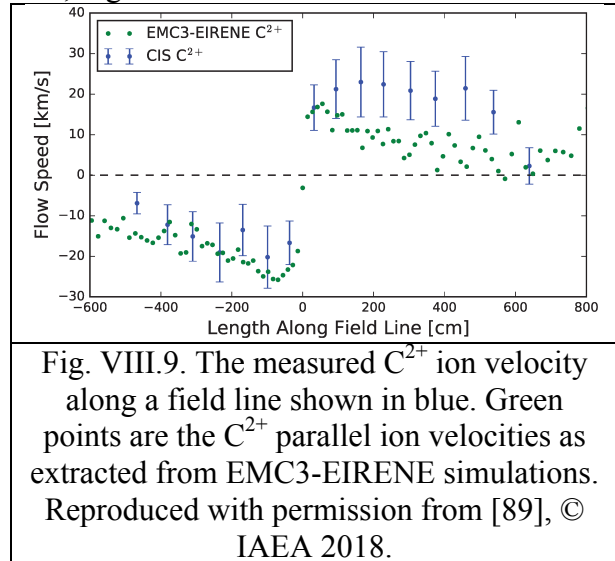 40
30
20
10
0
−10
−20
−30
Flow Speed [km/s]
EMC3-EIRENE C²⁺
CIS C²⁺
−600 −400 −200 0 200 400 600 800
Length Along Field Line [cm]
Fig. VIII.9. The measured C²⁺ ion velocity
along a field line shown in blue. Green
points are the C²⁺ parallel ion velocities as
extracted from EMC3-EIRENE simulations.
Reproduced with permission from [89], ©
IAEA 2018.